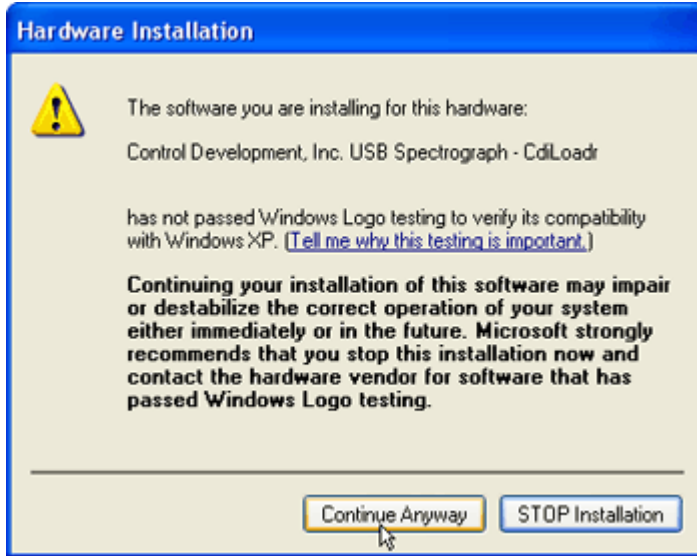 Hardware Installation
The software you are installing for this hardware:
Control Development, Inc. USB Spectrograph - CdiLoadr
has not passed Windows Logo testing to verify its compatibility
with Windows XP. (Tell me why this testing is important.)
Continuing your installation of this software may impair
or destabilize the correct operation of your system
either immediately or in the future. Microsoft strongly
recommends that you stop this installation now and
contact the hardware vendor for software that has
passed Windows Logo testing.
Continue Anyway
STOP Installation